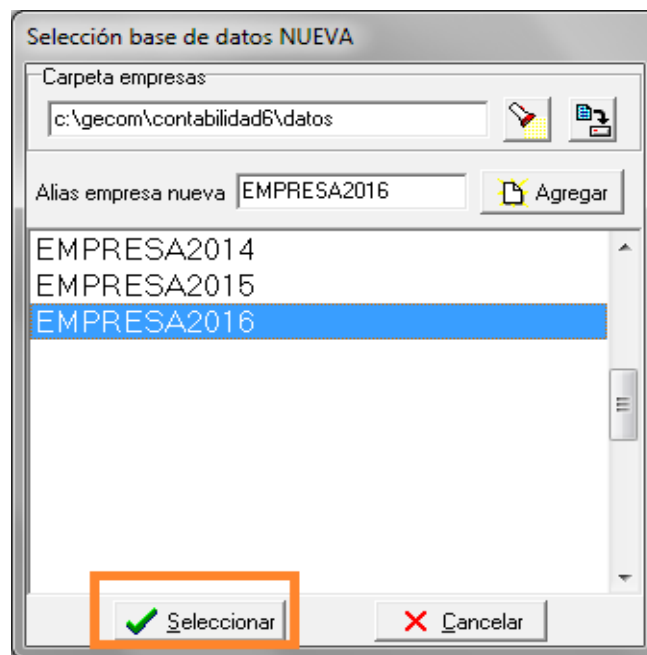 Selección base de datos NUEVA
Carpeta empresas
c:\gecom\contabilidad6\datos
Alias empresa nueva EMPRESA2016 Agregar
EMPRESA2014
EMPRESA2015
EMPRESA2016
Seleccionar Cancelar